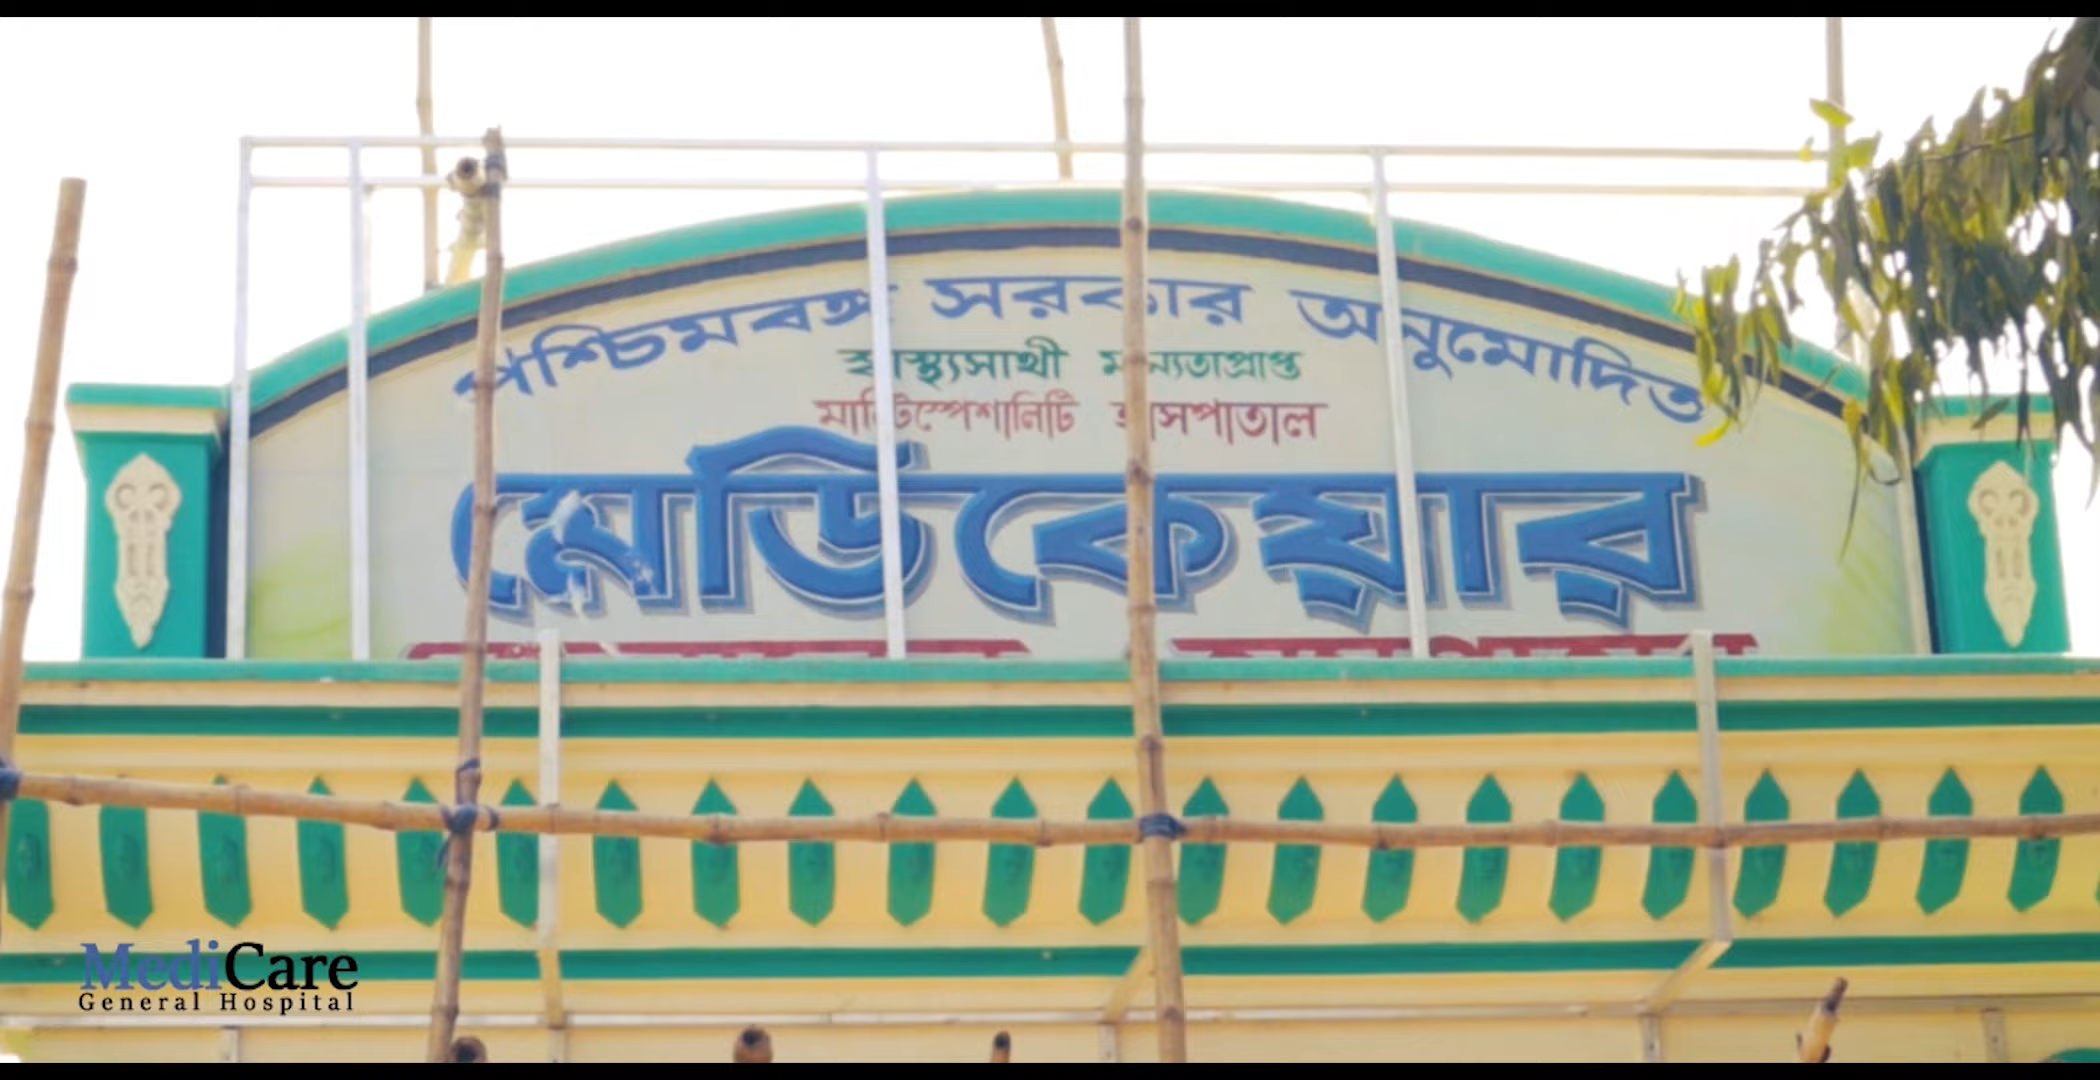 পশ্চিমবঙ্গ সরকার অনুমোদিত
স্বাস্থ্যসাথী মান্যতাপ্রাপ্ত
মাল্টিস্পেশালিটি হাসপাতাল
মেডিকেয়ার
MediCare
General Hospital